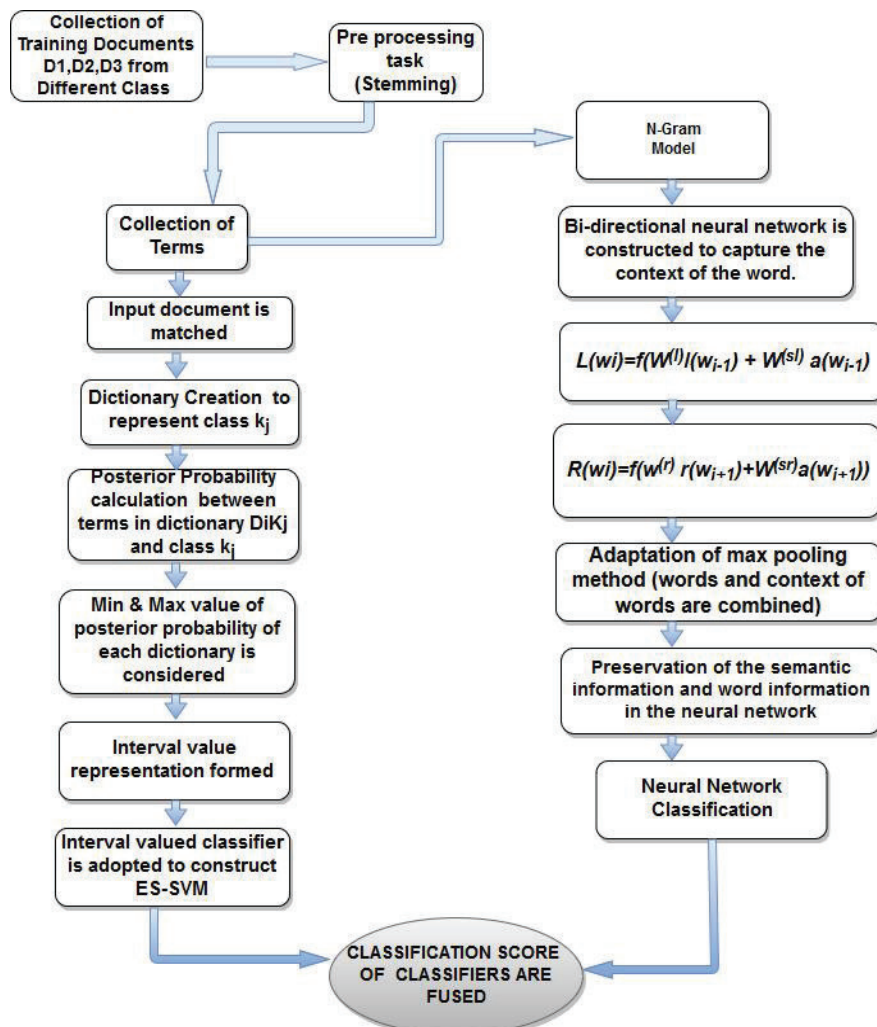 Collection of
Training Documents
D1,D2,D3 from
Different Class
Pre processing
task
(Stemming)
Collection of
Terms
Input document is
matched
Dictionary Creation to
represent class kj
Posterior Probability
calculation between
terms in dictionary DiKj
and class kj
Min & Max value of
posterior probability of
each dictionary is
considered
Interval value
representation formed
Interval valued classifier
is adopted to construct
ES-SVM
N-Gram
Model
Bi-directional neural network is
constructed to capture the
context of the word.
L(wi)=f(W(l)l(wi-1) + W(sl) a(wi-1)
R(wi)=f(w(r) r(wi+1)+W(sr)a(wi+1))
Adaptation of max pooling
method (words and context of
words are combined)
Preservation of the semantic
information and word information
in the neural network
Neural Network
Classification
CLASSIFICATION SCORE
OF CLASSIFIERS ARE
FUSED